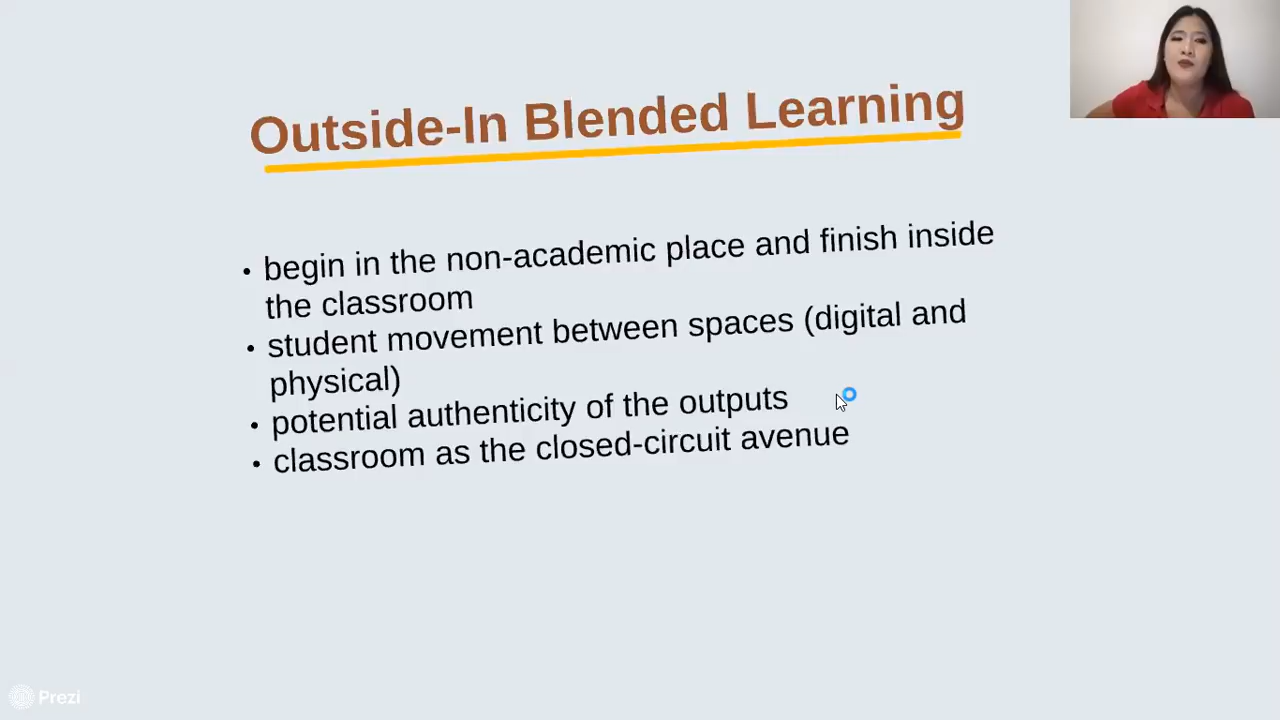 Outside-In Blended Learning
• begin in the non-academic place and finish inside
the classroom
• student movement between spaces (digital and
physical)
• potential authenticity of the outputs
• classroom as the closed-circuit avenue
Prezi